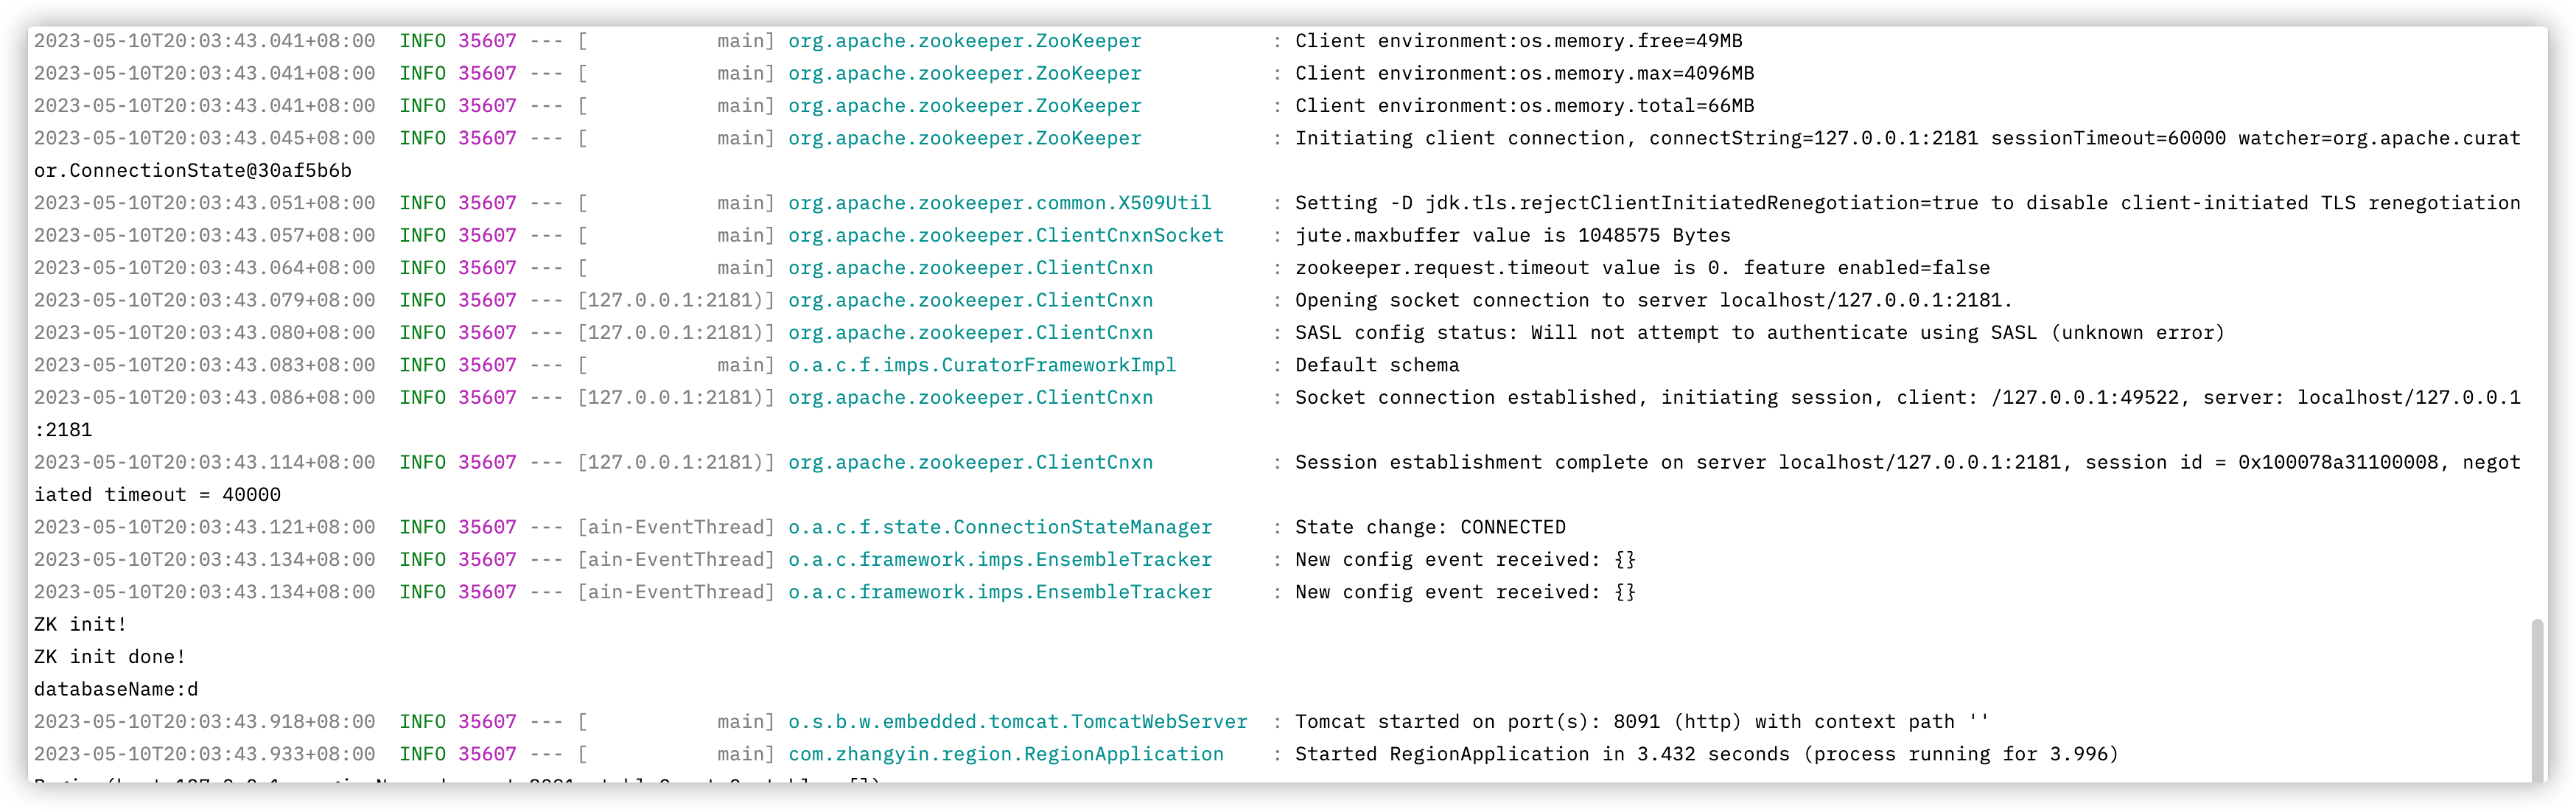 2023-05-10T20:03:43.041+08:00  INFO 35607 --- [           main] org.apache.zookeeper.ZooKeeper           : Client environment:os.memory.free=49MB
2023-05-10T20:03:43.041+08:00  INFO 35607 --- [           main] org.apache.zookeeper.ZooKeeper           : Client environment:os.memory.max=4096MB
2023-05-10T20:03:43.041+08:00  INFO 35607 --- [           main] org.apache.zookeeper.ZooKeeper           : Client environment:os.memory.total=66MB
2023-05-10T20:03:43.045+08:00  INFO 35607 --- [           main] org.apache.zookeeper.ZooKeeper           : Initiating client connection, connectString=127.0.0.1:2181 sessionTimeout=60000 watcher=org.apache.curat
or.ConnectionState@30af5b6b
2023-05-10T20:03:43.051+08:00  INFO 35607 --- [           main] org.apache.zookeeper.common.X509Util     : Setting -D jdk.tls.rejectClientInitiatedRenegotiation=true to disable client-initiated TLS renegotiation
2023-05-10T20:03:43.057+08:00  INFO 35607 --- [           main] org.apache.zookeeper.ClientCnxnSocket    : jute.maxbuffer value is 1048575 Bytes
2023-05-10T20:03:43.064+08:00  INFO 35607 --- [           main] org.apache.zookeeper.ClientCnxn          : zookeeper.request.timeout value is 0. feature enabled=false
2023-05-10T20:03:43.079+08:00  INFO 35607 --- [127.0.0.1:2181)] org.apache.zookeeper.ClientCnxn          : Opening socket connection to server localhost/127.0.0.1:2181.
2023-05-10T20:03:43.080+08:00  INFO 35607 --- [127.0.0.1:2181)] org.apache.zookeeper.ClientCnxn          : SASL config status: Will not attempt to authenticate using SASL (unknown error)
2023-05-10T20:03:43.083+08:00  INFO 35607 --- [           main] o.a.c.f.imps.CuratorFrameworkImpl        : Default schema
2023-05-10T20:03:43.086+08:00  INFO 35607 --- [127.0.0.1:2181)] org.apache.zookeeper.ClientCnxn          : Socket connection established, initiating session, client: /127.0.0.1:49522, server: localhost/127.0.0.1
:2181
2023-05-10T20:03:43.114+08:00  INFO 35607 --- [127.0.0.1:2181)] org.apache.zookeeper.ClientCnxn          : Session establishment complete on server localhost/127.0.0.1:2181, session id = 0x100078a31100008, negot
iated timeout = 40000
2023-05-10T20:03:43.121+08:00  INFO 35607 --- [ain-EventThread] o.a.c.f.state.ConnectionStateManager     : State change: CONNECTED
2023-05-10T20:03:43.134+08:00  INFO 35607 --- [ain-EventThread] o.a.c.framework.imps.EnsembleTracker     : New config event received: {}
2023-05-10T20:03:43.134+08:00  INFO 35607 --- [ain-EventThread] o.a.c.framework.imps.EnsembleTracker     : New config event received: {}
ZK init!
ZK init done!
databaseName:d
2023-05-10T20:03:43.918+08:00  INFO 35607 --- [           main] o.s.b.w.embedded.tomcat.TomcatWebServer  : Tomcat started on port(s): 8091 (http) with context path ''
2023-05-10T20:03:43.933+08:00  INFO 35607 --- [           main] com.zhangyin.region.RegionApplication    : Started RegionApplication in 3.432 seconds (process running for 3.996)